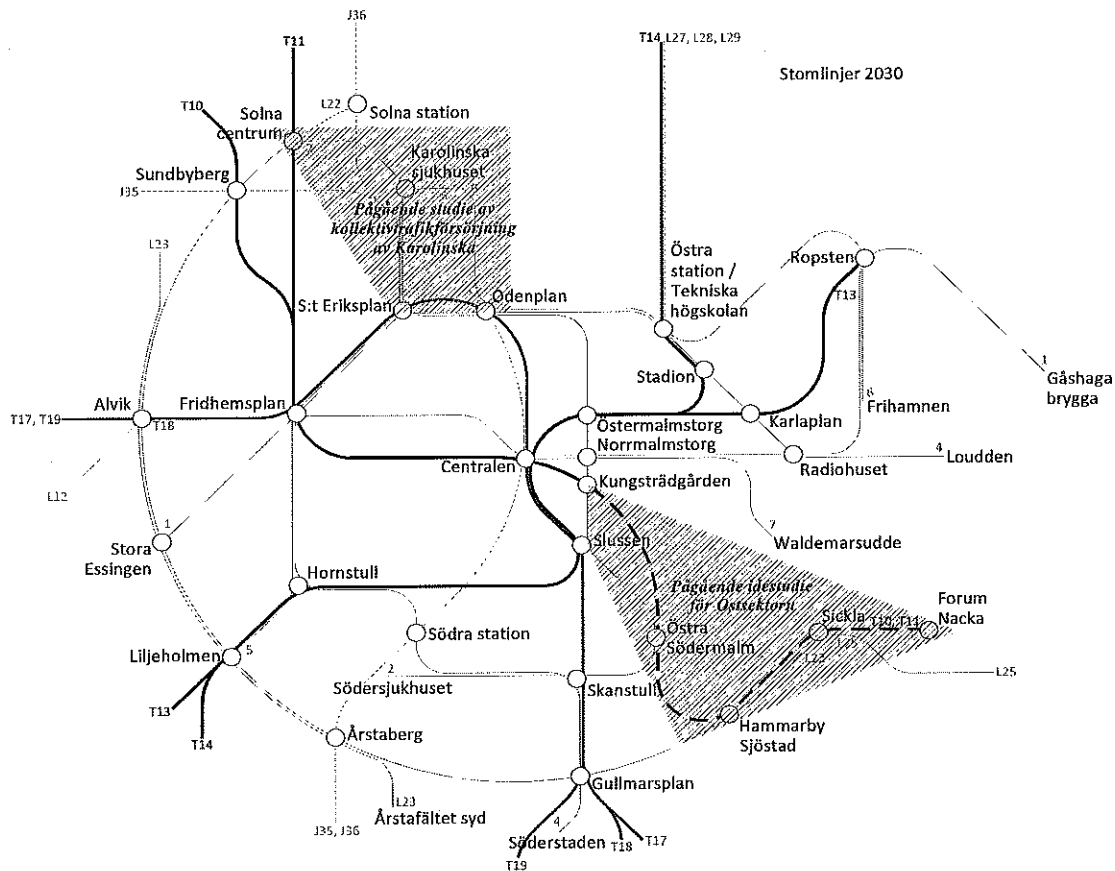 J36
T11
T14 L27, L28, L29
Stomlinjer 2030
T10
L22
Solna station
Solna
centrum
Karolinska
sjukhuset
Sundbyberg
J35
Pågående studie av
kollektivtrafikförsörjning
av Karolinska
L23
Östra
station /
Tekniska
högskolan
Ropsten
T13
S:t Eriksplan
Odenplan
Stadion
1
Gåshaga
brygga
6
Frihamnen
Alvik
T17, T19
T18
Fridhemsplan
Östermalmstorg
Karlaplan
Norrmalmstorg
Centralen
Radiohuset
4
Loudden
Kungsträdgården
L12
1
Stora
Essingen
7
Waldemarsudde
Slussen
Hornstull
Pågående idéstudie
för Ostsektorn
Sickla
T10, T11
Forum
Nacka
Östra
Södermalm
L23
L25
Södra station
Liljeholmen
5
2
Södersjukhuset
Skanstull
L25
T13
T14
Hammarby
Sjöstad
Årstaberg
Gullmarsplan
L23
Årstafältet syd
J35, J36
4
Söderstaden
T19
T18
T17